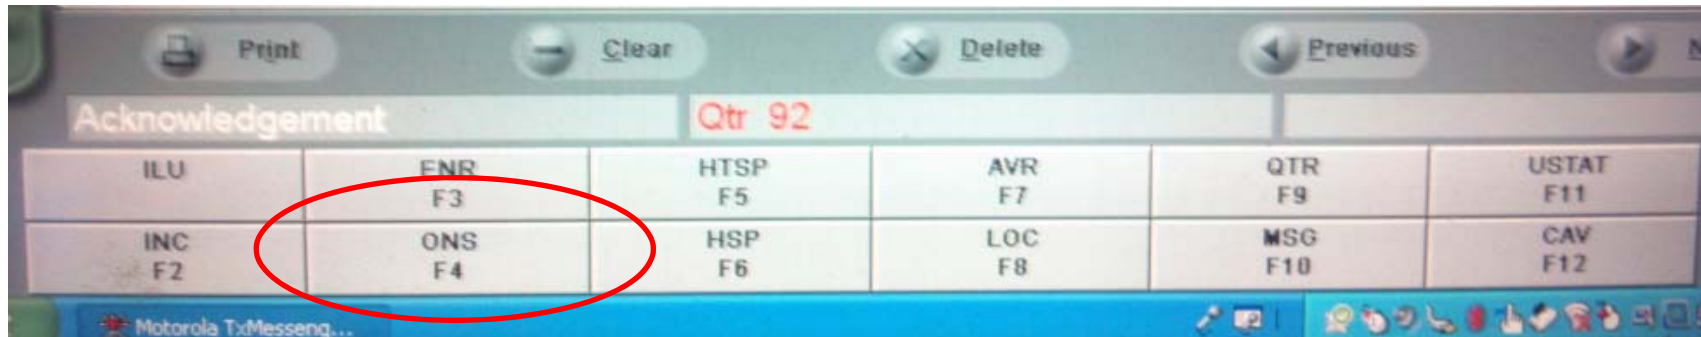 Print Clear Delete Previous N
Acknowledgement Qtr 92
ILU ENR HTSP AVR QTR USTAT
F3 F5 F7 F9 F11
INC ONS HSP LOC MSG CAV
F2 F4 F6 F8 F10 F12
Motorola TxMesseng...